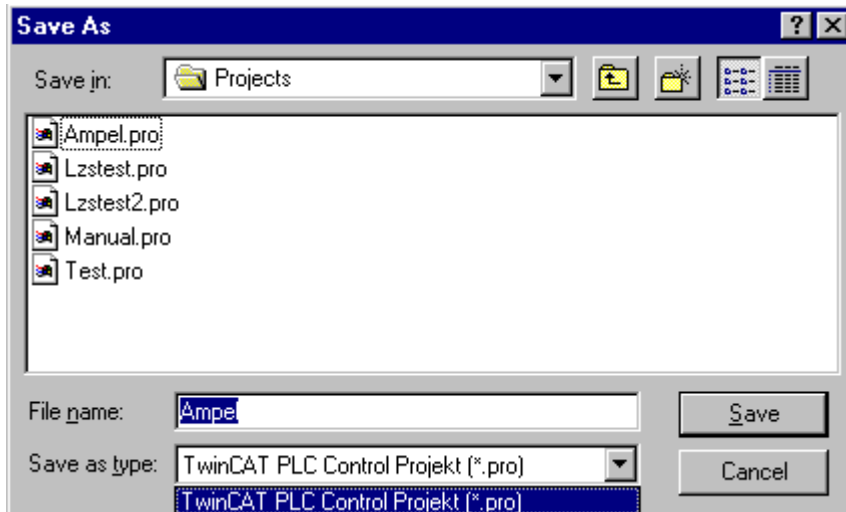 Save As
Save in: Projects
Ampel.pro
Lzstest.pro
Lzstest2.pro
Manual.pro
Test.pro
File name: Ampel Save
Save as type: TwinCAT PLC Control Projekt (*.pro) Cancel
TwinCAT PLC Control Projekt (*.pro)